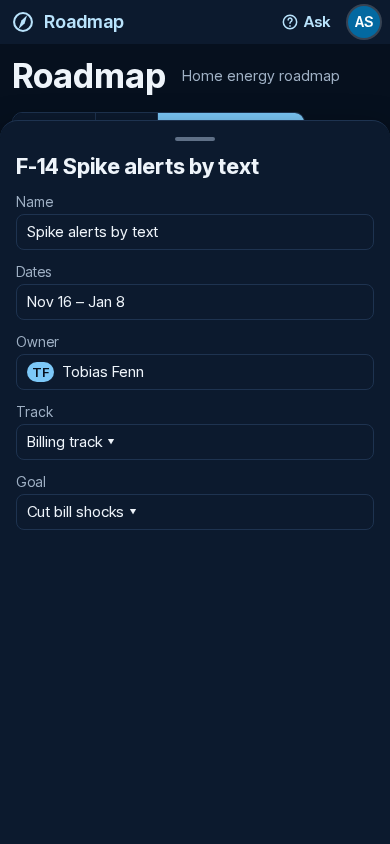 Roadmap
Ask
AS
Roadmap
Home energy roadmap
F-14 Spike alerts by text
Name
Spike alerts by text
Dates
Nov 16 – Jan 8
Owner
TF Tobias Fenn
Track
Billing track
Goal
Cut bill shocks